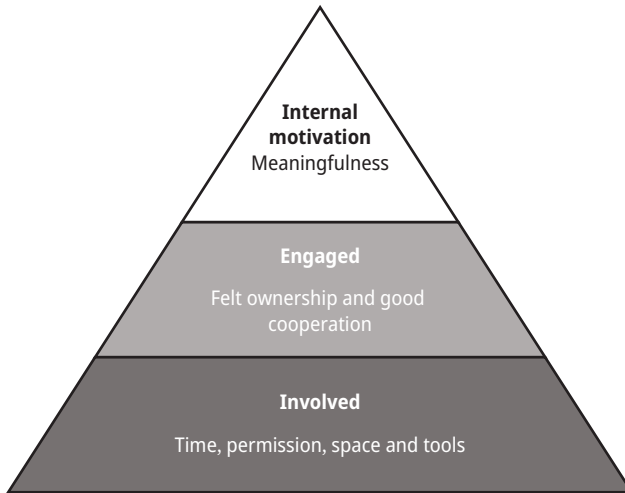 Internal
motivation
Meaningfulness
Engaged
Felt ownership and good
cooperation
Involved
Time, permission, space and tools